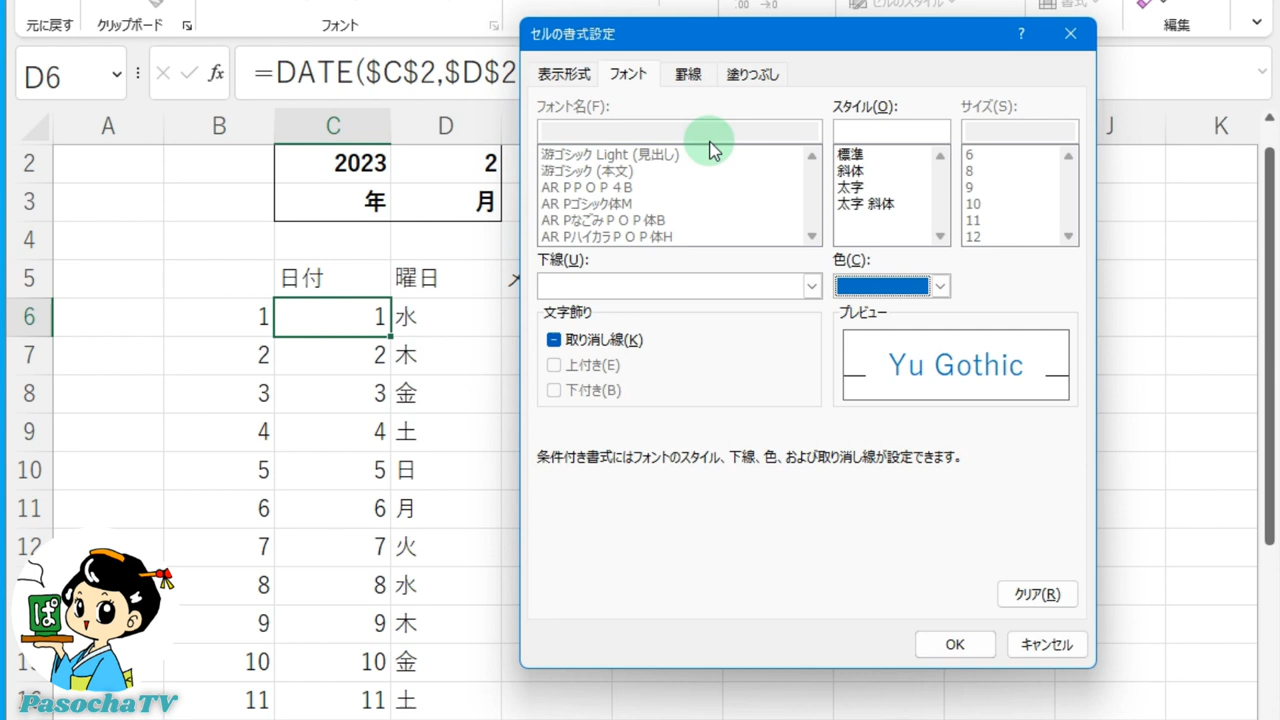 元に戻す クリップボード フォント 編集
セルの書式設定 ?
D6 fx =DATE($C$2,$D$2
表示形式 フォント 罫線 塗りつぶし
フォント名(F): スタイル(O): サイズ(S):
A B C D J K
游ゴシック Light (見出し) 標準 6
游ゴシック (本文) 斜体 8
AR PPOP4B 太字 9
AR Pゴシック体M 太字 斜体 10
AR PなごみPOP体B 11
AR PハイカラPOP体H 12
2 2023 2
3 年 月
4
下線(U): 色(C):
5 日付 曜日
文字飾り プレビュー
6 1 1 水
取り消し線(K)
上付き(E) Yu Gothic
下付き(B)
7 2 2 木
8 3 3 金
9 4 4 土
条件付き書式にはフォントのスタイル、下線、色、および取り消し線が設定できます。
10 5 5 日
11 6 6 月
12 7 7 火
8 8 水
クリア(R)
9 9 木
OK キャンセル
10 10 金
11 11 土
ぱ
PasochaTV